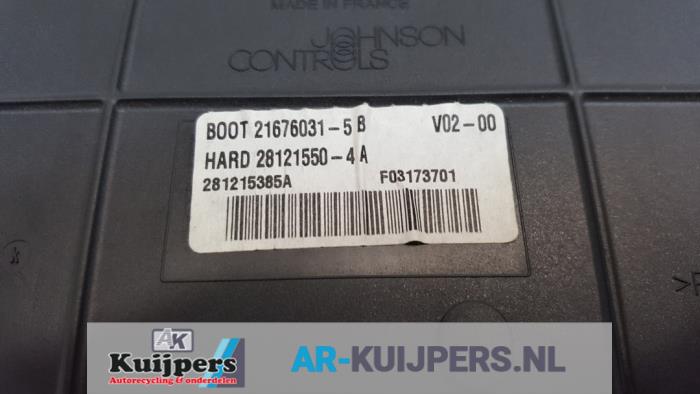 MADE IN FRANCE
JOHNSON
CONTROLS
BOOT 21676031-5 B V02-00
HARD 28121550-4 A
281215385A F03173701
AK
Kuijpers
Autorecycling & onderdelen
AR-KUIJPERS.NL